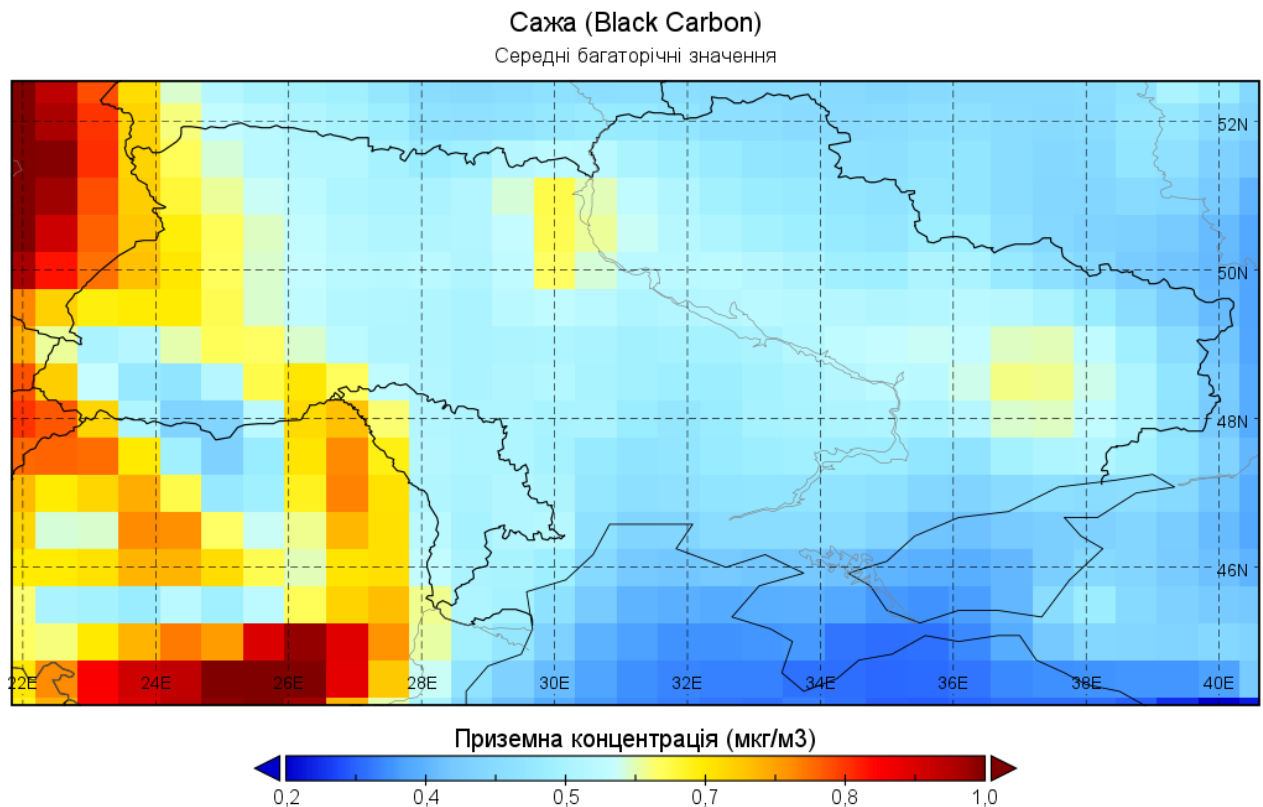 Сажа (Black Carbon)
Середні багаторічні значення
52N
50N
48N
46N
22E 24E 26E 28E 30E 32E 34E 36E 38E 40E
Приземна концентрація (мкг/м3)
0,2 0,4 0,5 0,7 0,8 1,0